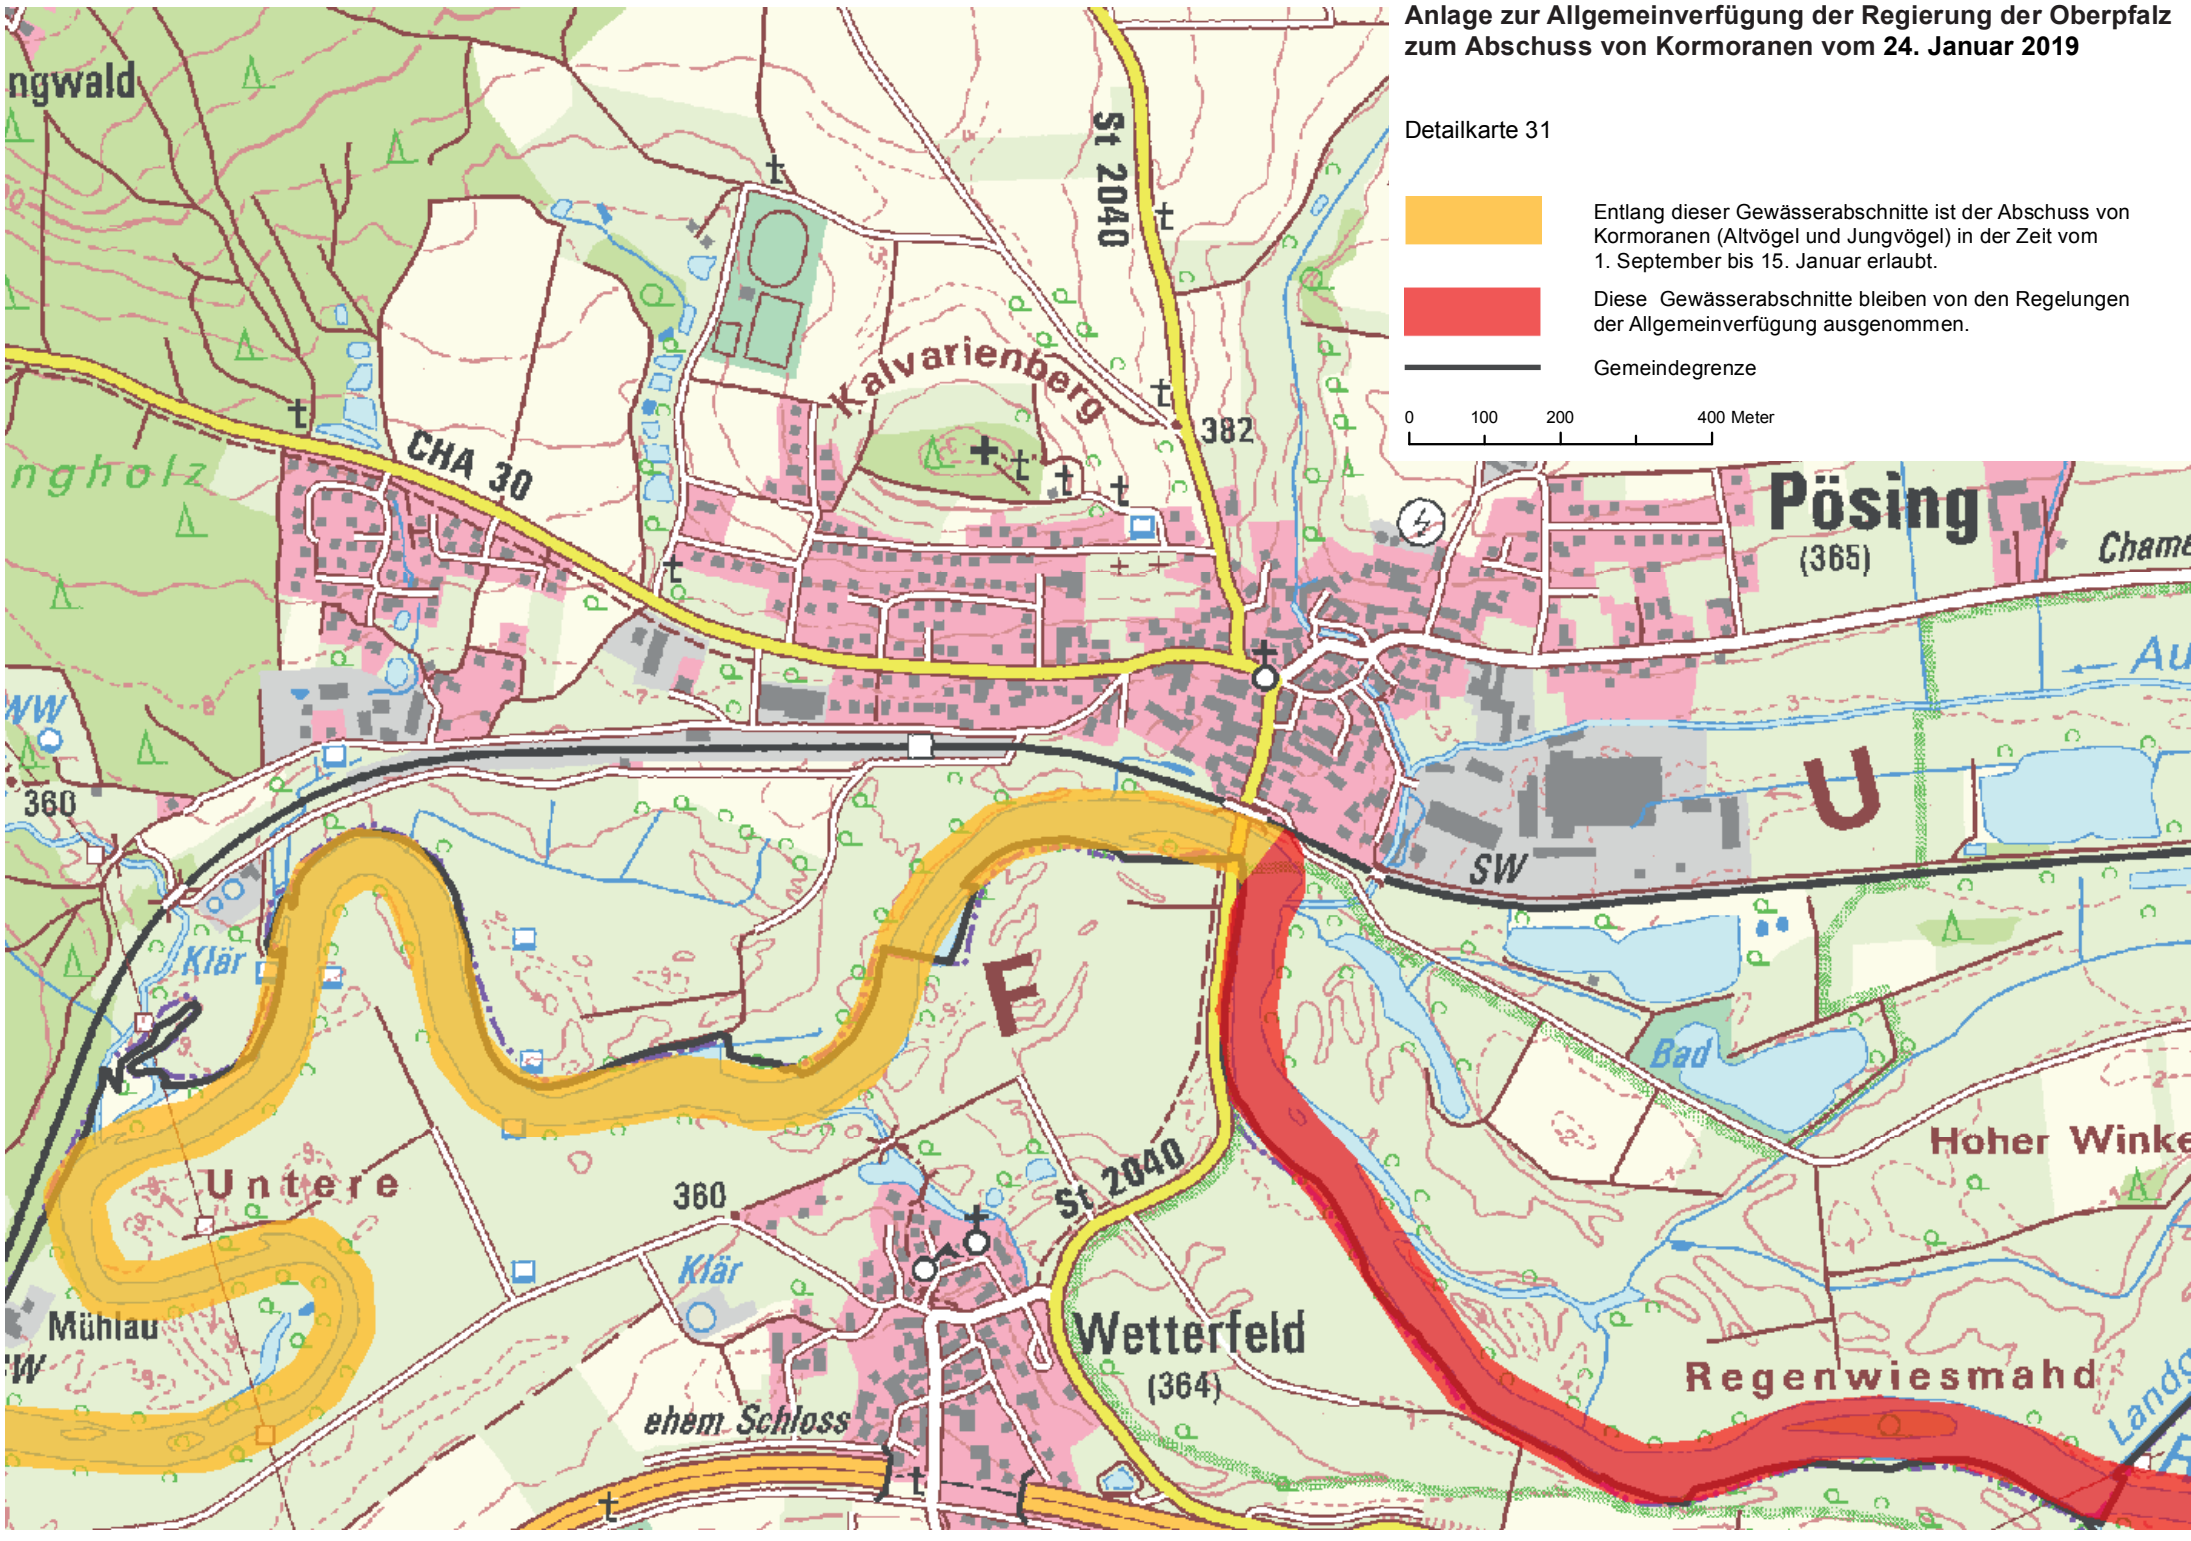 Anlage zur Allgemeinverfügung der Regierung der Oberpfalz
zum Abschuss von Kormoranen vom 24. Januar 2019
Detailkarte 31
Entlang dieser Gewässerabschnitte ist der Abschuss von
Kormoranen (Altvögel und Jungvögel) in der Zeit vom
1. September bis 15. Januar erlaubt.
Diese Gewässerabschnitte bleiben von den Regelungen
der Allgemeinverfügung ausgenommen.
Gemeindegrenze
0 100 200 400 Meter
ngwald
St 2040
Kalvarienberg
382
CHA 30
ngholz
Pösing
(365)
Chame
Au
WW
360
U
SW
Klär
F
Bad
N
Hoher Winke
Untere
360
St 2040
Klär
Mühlau
W
Wetterfeld
(364)
Regenwiesmahd
ehem Schloss
Landg
R